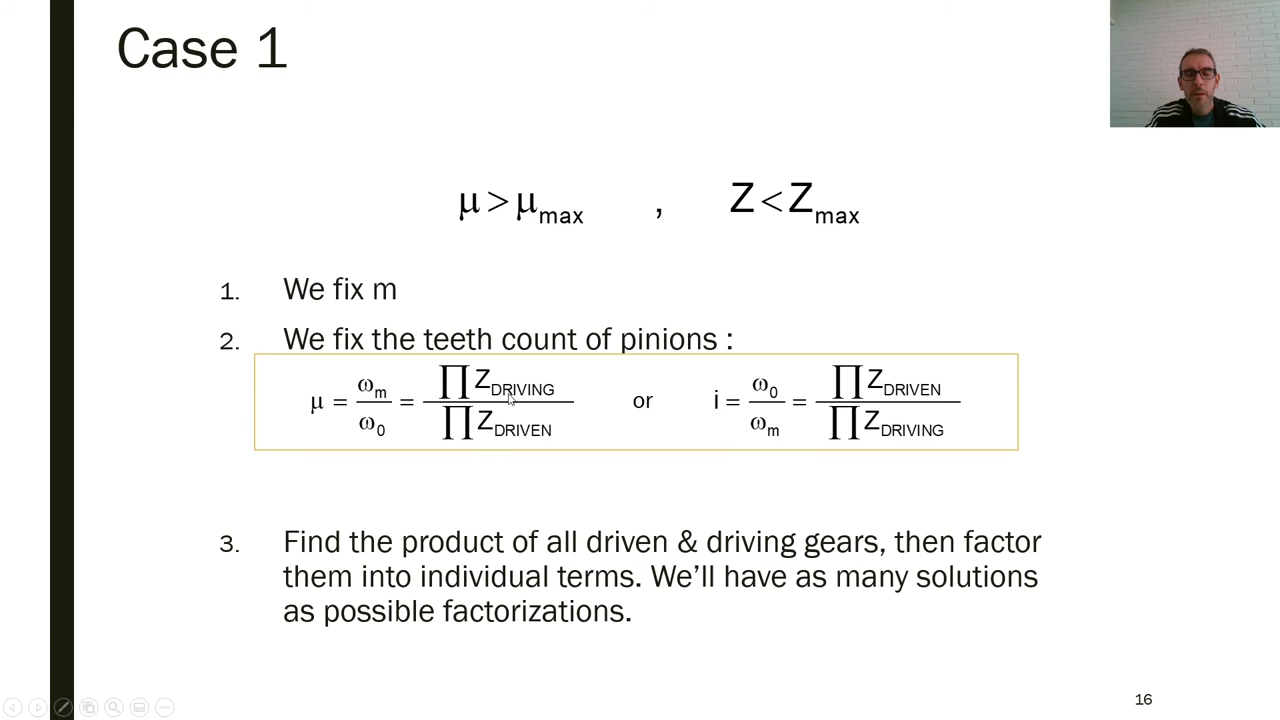 Case 1
μ > μmax , Z < Zmax
1. We fix m
2. We fix the teeth count of pinions :
μ = ωm / ω0 = ∏ ZDRIVING / ∏ ZDRIVEN or i = ω0 / ωm = ∏ ZDRIVEN / ∏ ZDRIVING
3. Find the product of all driven & driving gears, then factor
them into individual terms. We’ll have as many solutions
as possible factorizations.
16